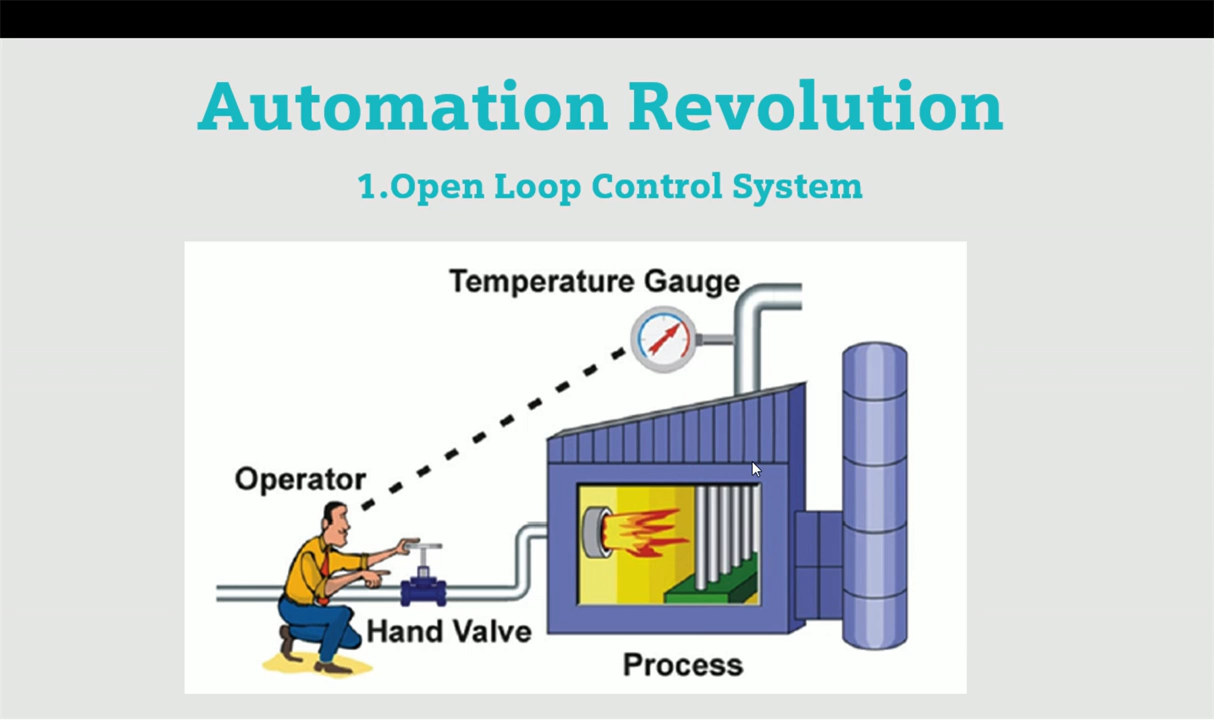 Automation Revolution
1.Open Loop Control System
Temperature Gauge
Operator
Hand Valve
Process